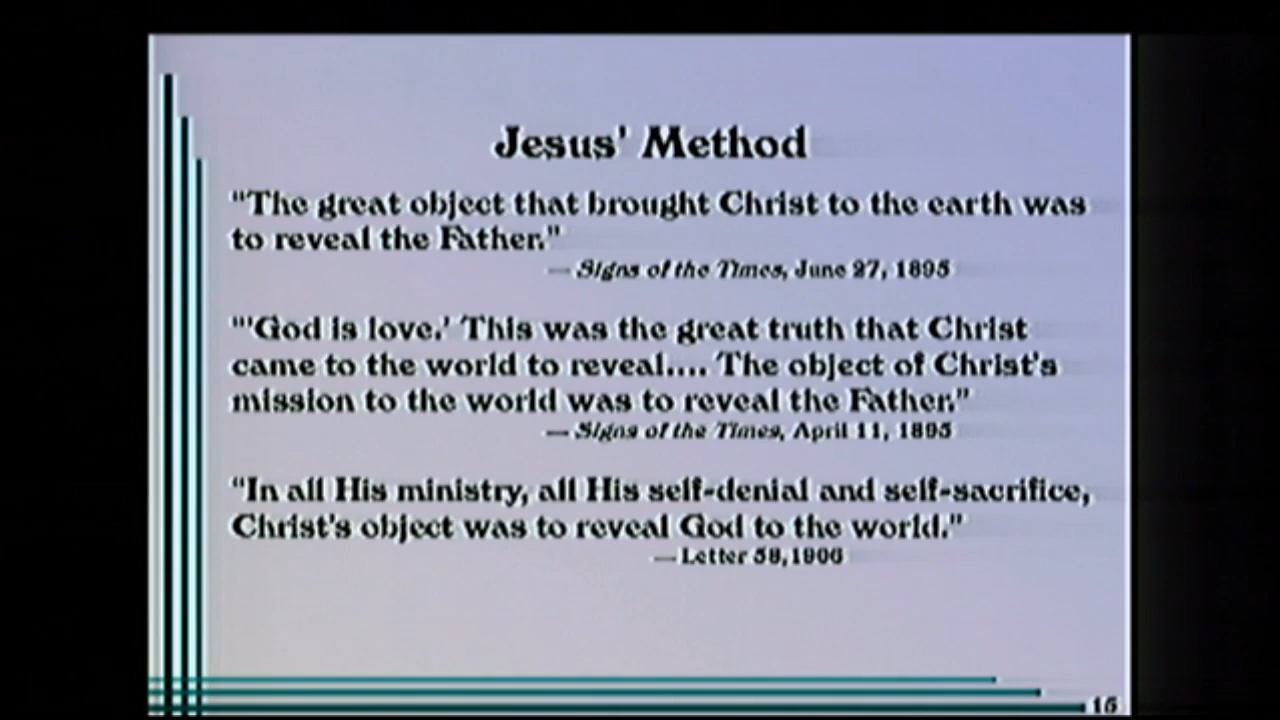 Jesus' Method
"The great object that brought Christ to the earth was
to reveal the Father."
— Signs of the Times, June 27, 1895
"'God is love.' This was the great truth that Christ
came to the world to reveal.... The object of Christ's
mission to the world was to reveal the Father."
— Signs of the Times, April 11, 1895
"In all His ministry, all His self-denial and self-sacrifice,
Christ's object was to reveal God to the world."
— Letter 58, 1906
15